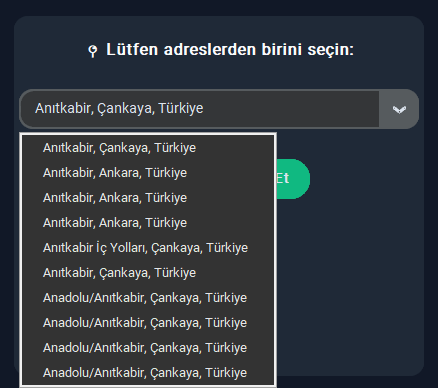 Lütfen adreslerden birini seçin:
Anıtkabir, Çankaya, Türkiye
Anıtkabir, Çankaya, Türkiye
Anıtkabir, Ankara, Türkiye
Anıtkabir, Ankara, Türkiye
Anıtkabir, Ankara, Türkiye
Anıtkabir İç Yolları, Çankaya, Türkiye
Anıtkabir, Çankaya, Türkiye
Anadolu/Anıtkabir, Çankaya, Türkiye
Anadolu/Anıtkabir, Çankaya, Türkiye
Anadolu/Anıtkabir, Çankaya, Türkiye
Anadolu/Anıtkabir, Çankaya, Türkiye
Et